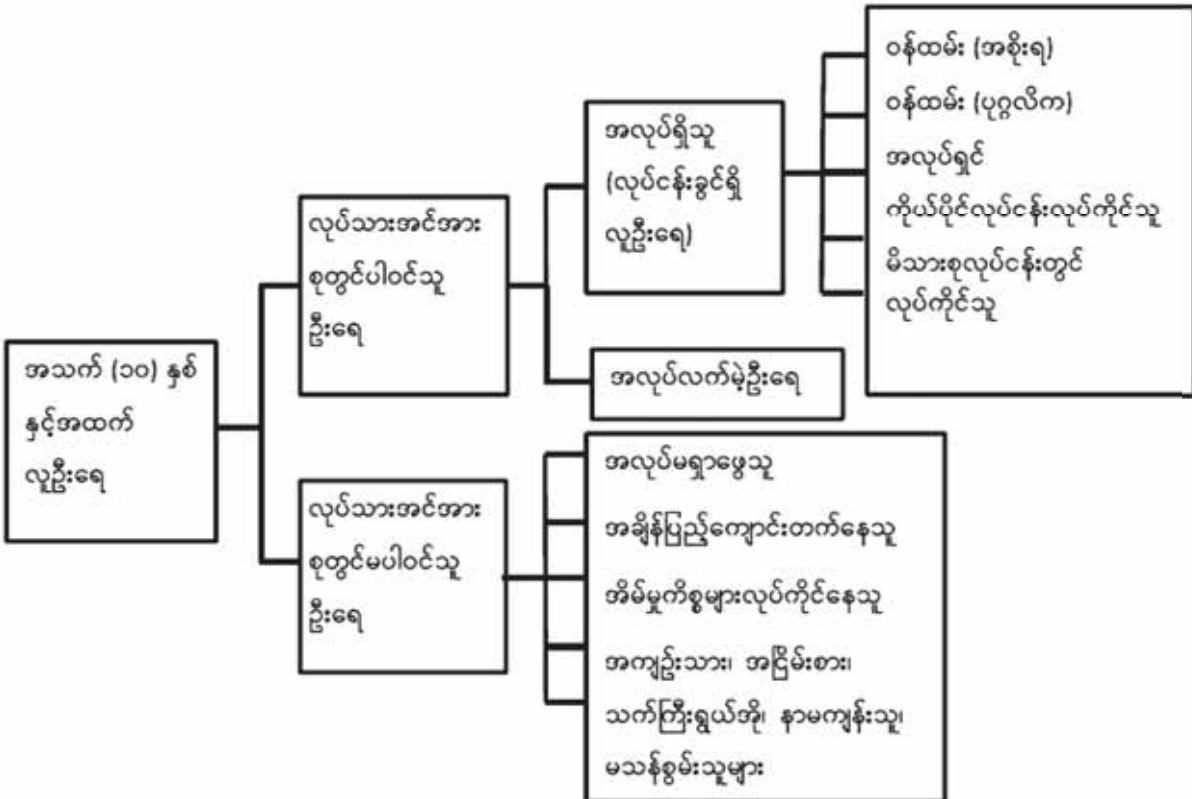 အသက် (၁၀) နှစ်
နှင့်အထက်
လူဦးရေ
လုပ်သားအင်အား
စုတွင်ပါဝင်သူ
ဦးရေ
အလုပ်ရှိသူ
(လုပ်ငန်းခွင်ရှိ
လူဦးရေ)
ဝန်ထမ်း (အစိုးရ)
ဝန်ထမ်း (ပုဂ္ဂလိက)
အလုပ်ရှင်
ကိုယ်ပိုင်လုပ်ငန်းလုပ်ကိုင်သူ
မိသားစုလုပ်ငန်းတွင်
လုပ်ကိုင်သူ
အလုပ်လက်မဲ့ဦးရေ
လုပ်သားအင်အား
စုတွင်မပါဝင်သူ
ဦးရေ
အလုပ်မရှာဖွေသူ
အချိန်ပြည့်ကျောင်းတက်နေသူ
အိမ်မှုကိစ္စများလုပ်ကိုင်နေသူ
အကျဉ်းသား၊ အငြိမ်းစား၊
သက်ကြီးရွယ်အို၊ နာမကျန်းသူ၊
မသန်စွမ်းသူများ